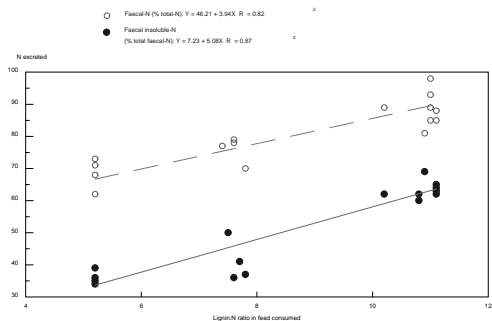 Faecal-N (% total-N): Y = 46.21 + 3.94X R = 0.82 2
Faecal insoluble-N
(% total faecal-N): Y = 7.23 + 5.08X R = 0.87 2
N excreted
100
90
80
70
60
50
40
30
4 6 8 10 12
Lignin:N ratio in feed consumed